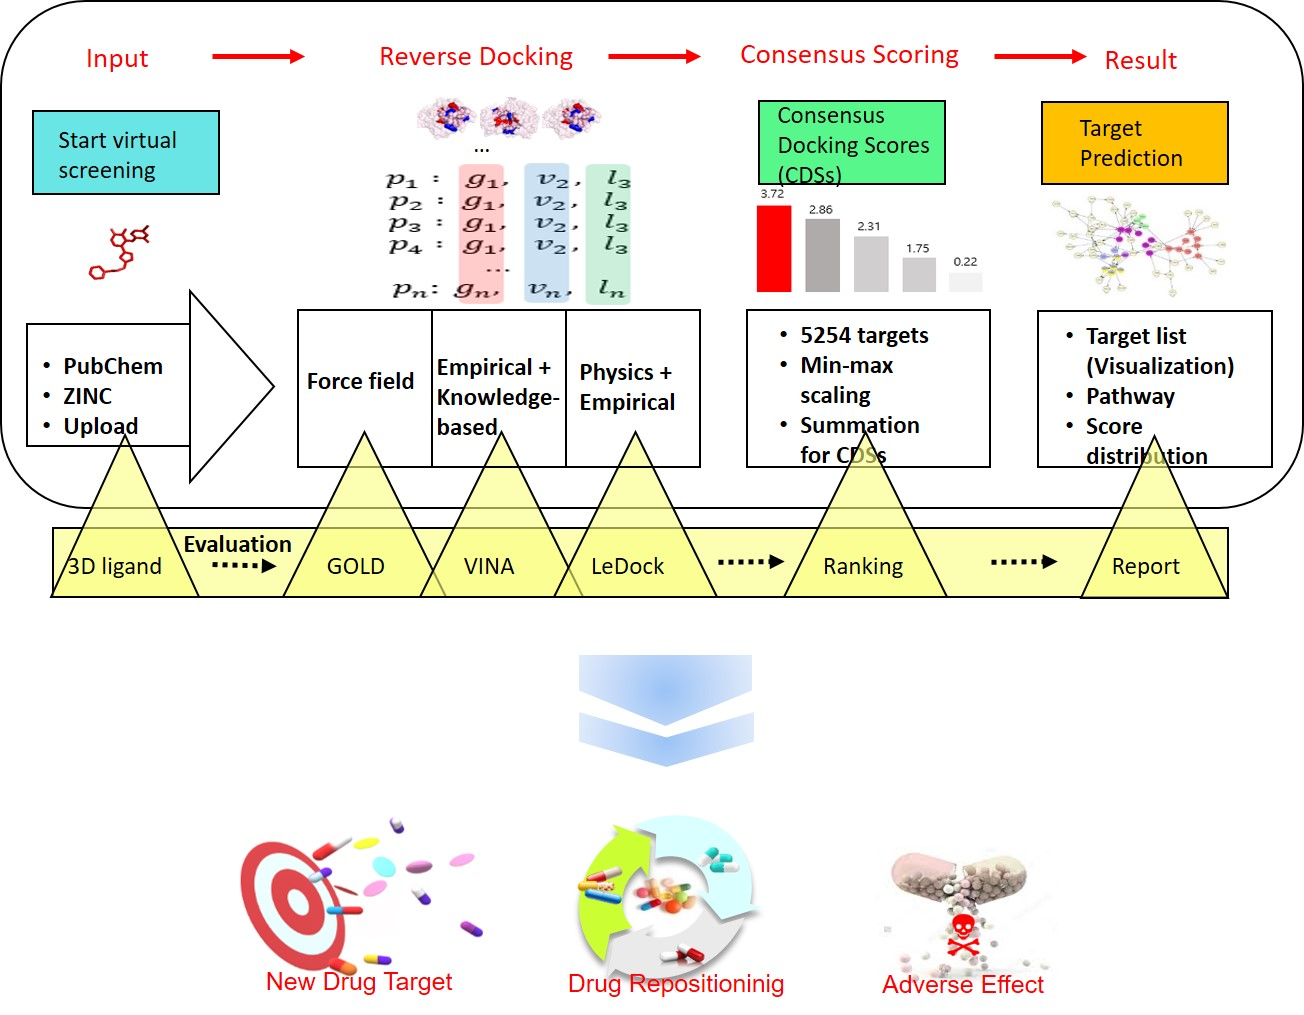 Input
Reverse Docking
Consensus Scoring
Result
Start virtual
screening
...
p₁ : g₁, v₂, l₃
p₂ : g₁, v₂, l₃
p₃ : g₁, v₂, l₃
p₄ : g₁, v₂, l₃
...
pₙ : gₙ, vₙ, lₙ
Consensus
Docking Scores
(CDSs)
3.72
2.86
2.31
1.75
0.22
Target
Prediction
• PubChem
• ZINC
• Upload
Force field
Empirical +
Knowledge-
based
Physics +
Empirical
• 5254 targets
• Min-max
scaling
• Summation
for CDSs
• Target list
(Visualization)
• Pathway
• Score
distribution
3D ligand
Evaluation
GOLD
VINA
LeDock
Ranking
Report
New Drug Target
Drug Repositioninig
Adverse Effect